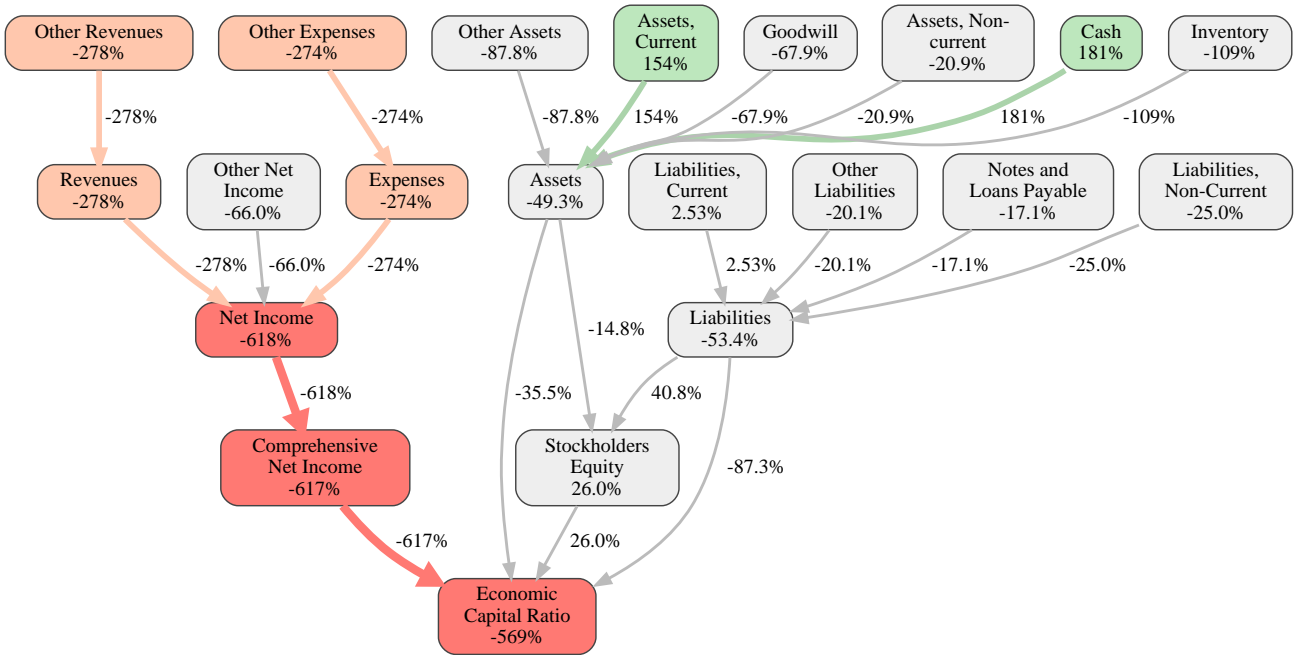 Other Revenues
-278%
Other Expenses
-274%
Other Assets
-87.8%
Assets,
Current
154%
Goodwill
-67.9%
Assets, Non-
current
-20.9%
Cash
181%
Inventory
-109%
-278%
-274%
-87.8%
154%
-67.9%
-20.9%
181%
-109%
Revenues
-278%
Other Net
Income
-66.0%
Expenses
-274%
Assets
-49.3%
Liabilities,
Current
2.53%
Other
Liabilities
-20.1%
Notes and
Loans Payable
-17.1%
Liabilities,
Non-Current
-25.0%
-278%
-66.0%
-274%
2.53%
-20.1%
-17.1%
-25.0%
Net Income
-618%
-14.8%
Liabilities
-53.4%
-618%
-35.5%
40.8%
Comprehensive
Net Income
-617%
Stockholders
Equity
26.0%
-87.3%
-617%
26.0%
Economic
Capital Ratio
-569%